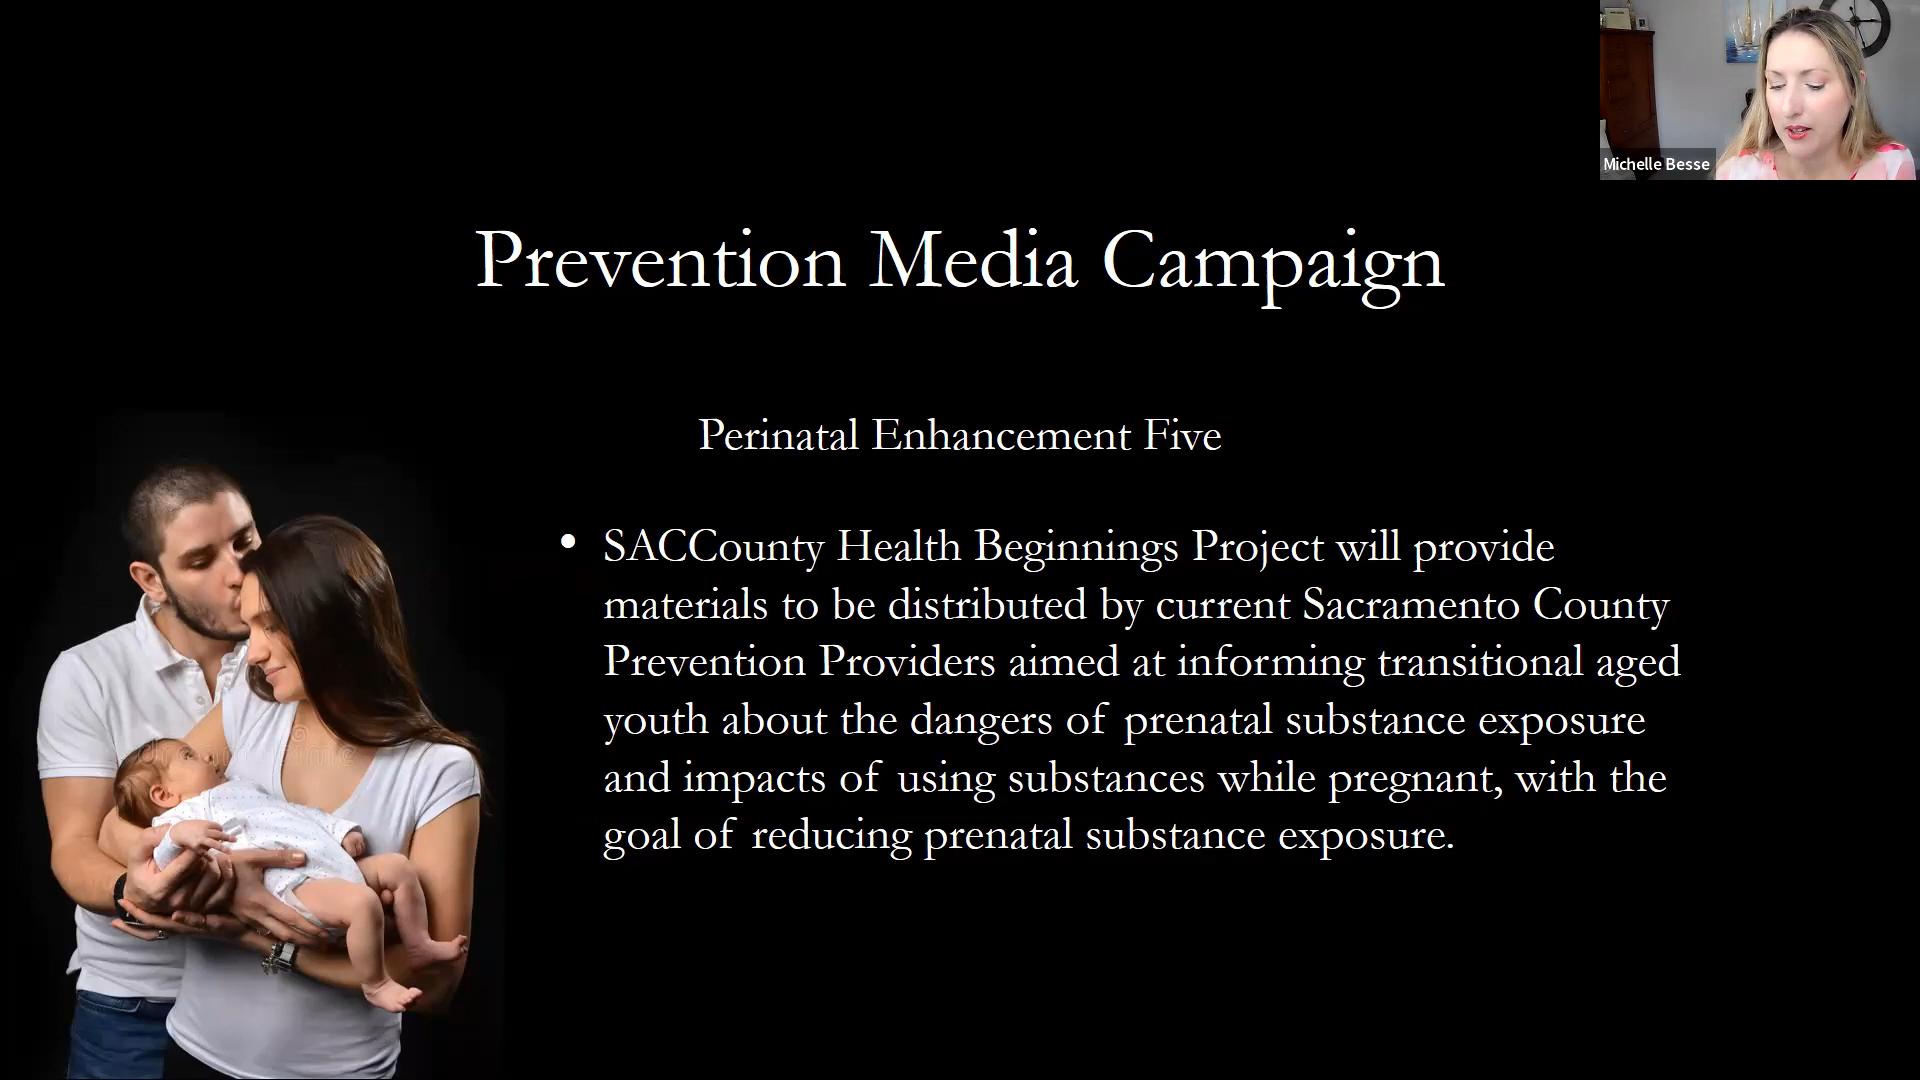 Michelle Besse
Prevention Media Campaign
Perinatal Enhancement Five
• SACCounty Health Beginnings Project will provide
materials to be distributed by current Sacramento County
Prevention Providers aimed at informing transitional aged
youth about the dangers of prenatal substance exposure
and impacts of using substances while pregnant, with the
goal of reducing prenatal substance exposure.